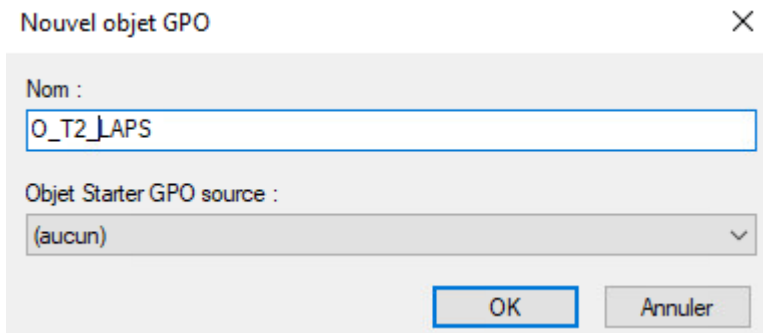 Nouvel objet GPO
Nom :
O_T2_LAPS
Objet Starter GPO source :
(aucun)
OK
Annuler